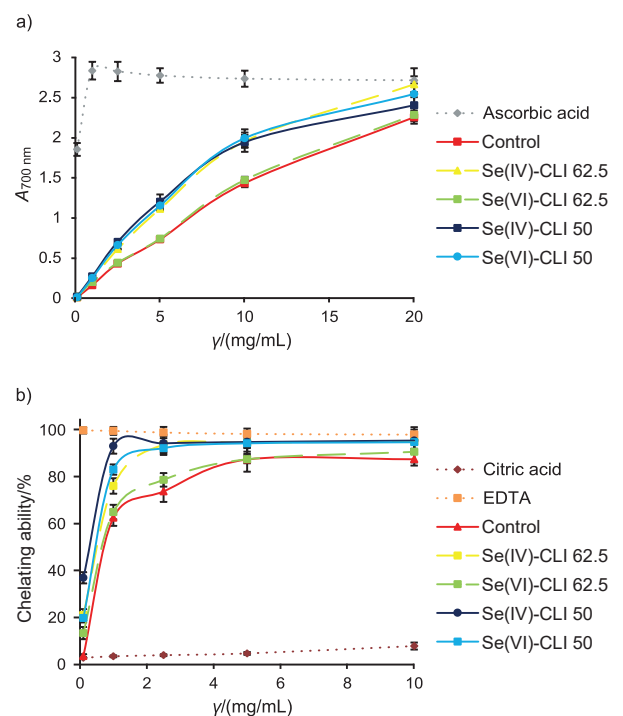 a)
3
2.5
2
1.5
1
0.5
0
A700 nm
0 5 10 15 20
γ/(mg/mL)
Ascorbic acid
Control
Se(IV)-CLI 62.5
Se(VI)-CLI 62.5
Se(IV)-CLI 50
Se(VI)-CLI 50
b)
100
80
60
40
20
0
Chelating ability/%
0 2 4 6 8 10
γ/(mg/mL)
Citric acid
EDTA
Control
Se(IV)-CLI 62.5
Se(VI)-CLI 62.5
Se(IV)-CLI 50
Se(VI)-CLI 50